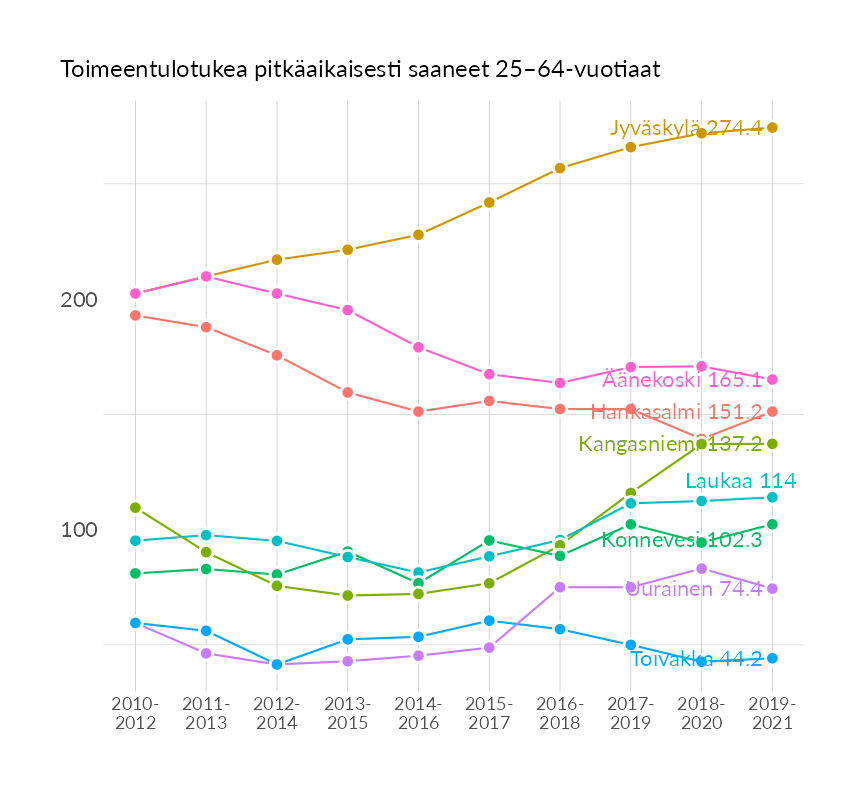 Toimeentulotukea pitkäaikaisesti saaneet 25–64-vuotiaat
Jyväskylä 274.4
200
Äänekoski 165.1
Hankasalmi 151.2
Kangasniemi 137.2
Laukaa 114
100
Konnevesi 102.3
Uurainen 74.4
Toivakka 44.2
2010- 2011- 2012- 2013- 2014- 2015- 2016- 2017- 2018- 2019-
2012 2013 2014 2015 2016 2017 2018 2019 2020 2021